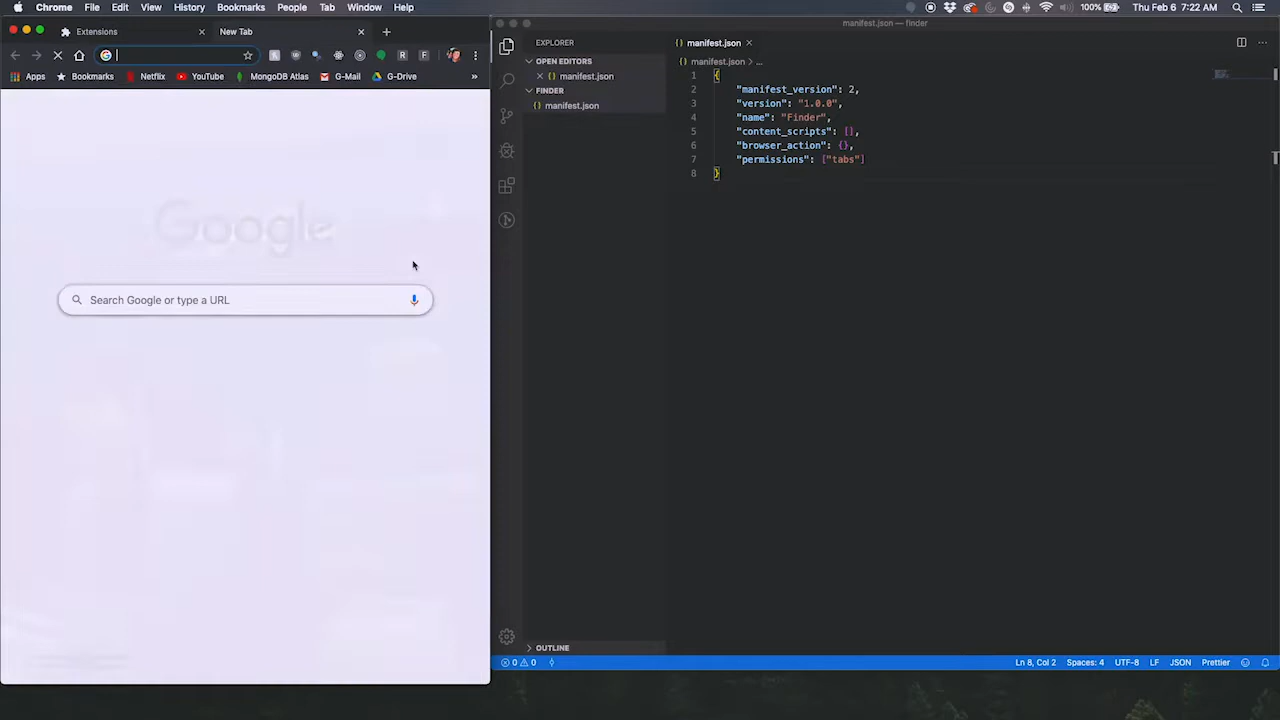 Chrome File Edit View History Bookmarks People Tab Window Help 100% Thu Feb 6 7:22 AM
Extensions New Tab
Apps Bookmarks Netflix YouTube MongoDB Atlas G-Mail G-Drive »
Google
Search Google or type a URL
manifest.json — finder
EXPLORER
OPEN EDITORS
manifest.json
FINDER
{} manifest.json
OUTLINE
{} manifest.json
{} manifest.json > ...
1 {
2 "manifest_version": 2,
3 "version": "1.0.0",
4 "name": "Finder",
5 "content_scripts": [],
6 "browser_action": {},
7 "permissions": ["tabs"]
8 }
0 0 Ln 8, Col 2 Spaces: 4 UTF-8 LF JSON Prettier